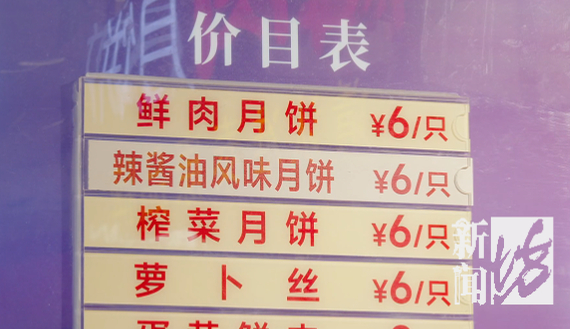 价目表
鲜肉月饼 ¥6/只
辣酱油风味月饼 ¥6/只
榨菜月饼 ¥6/只
萝卜丝 ¥6/只
新闻坊